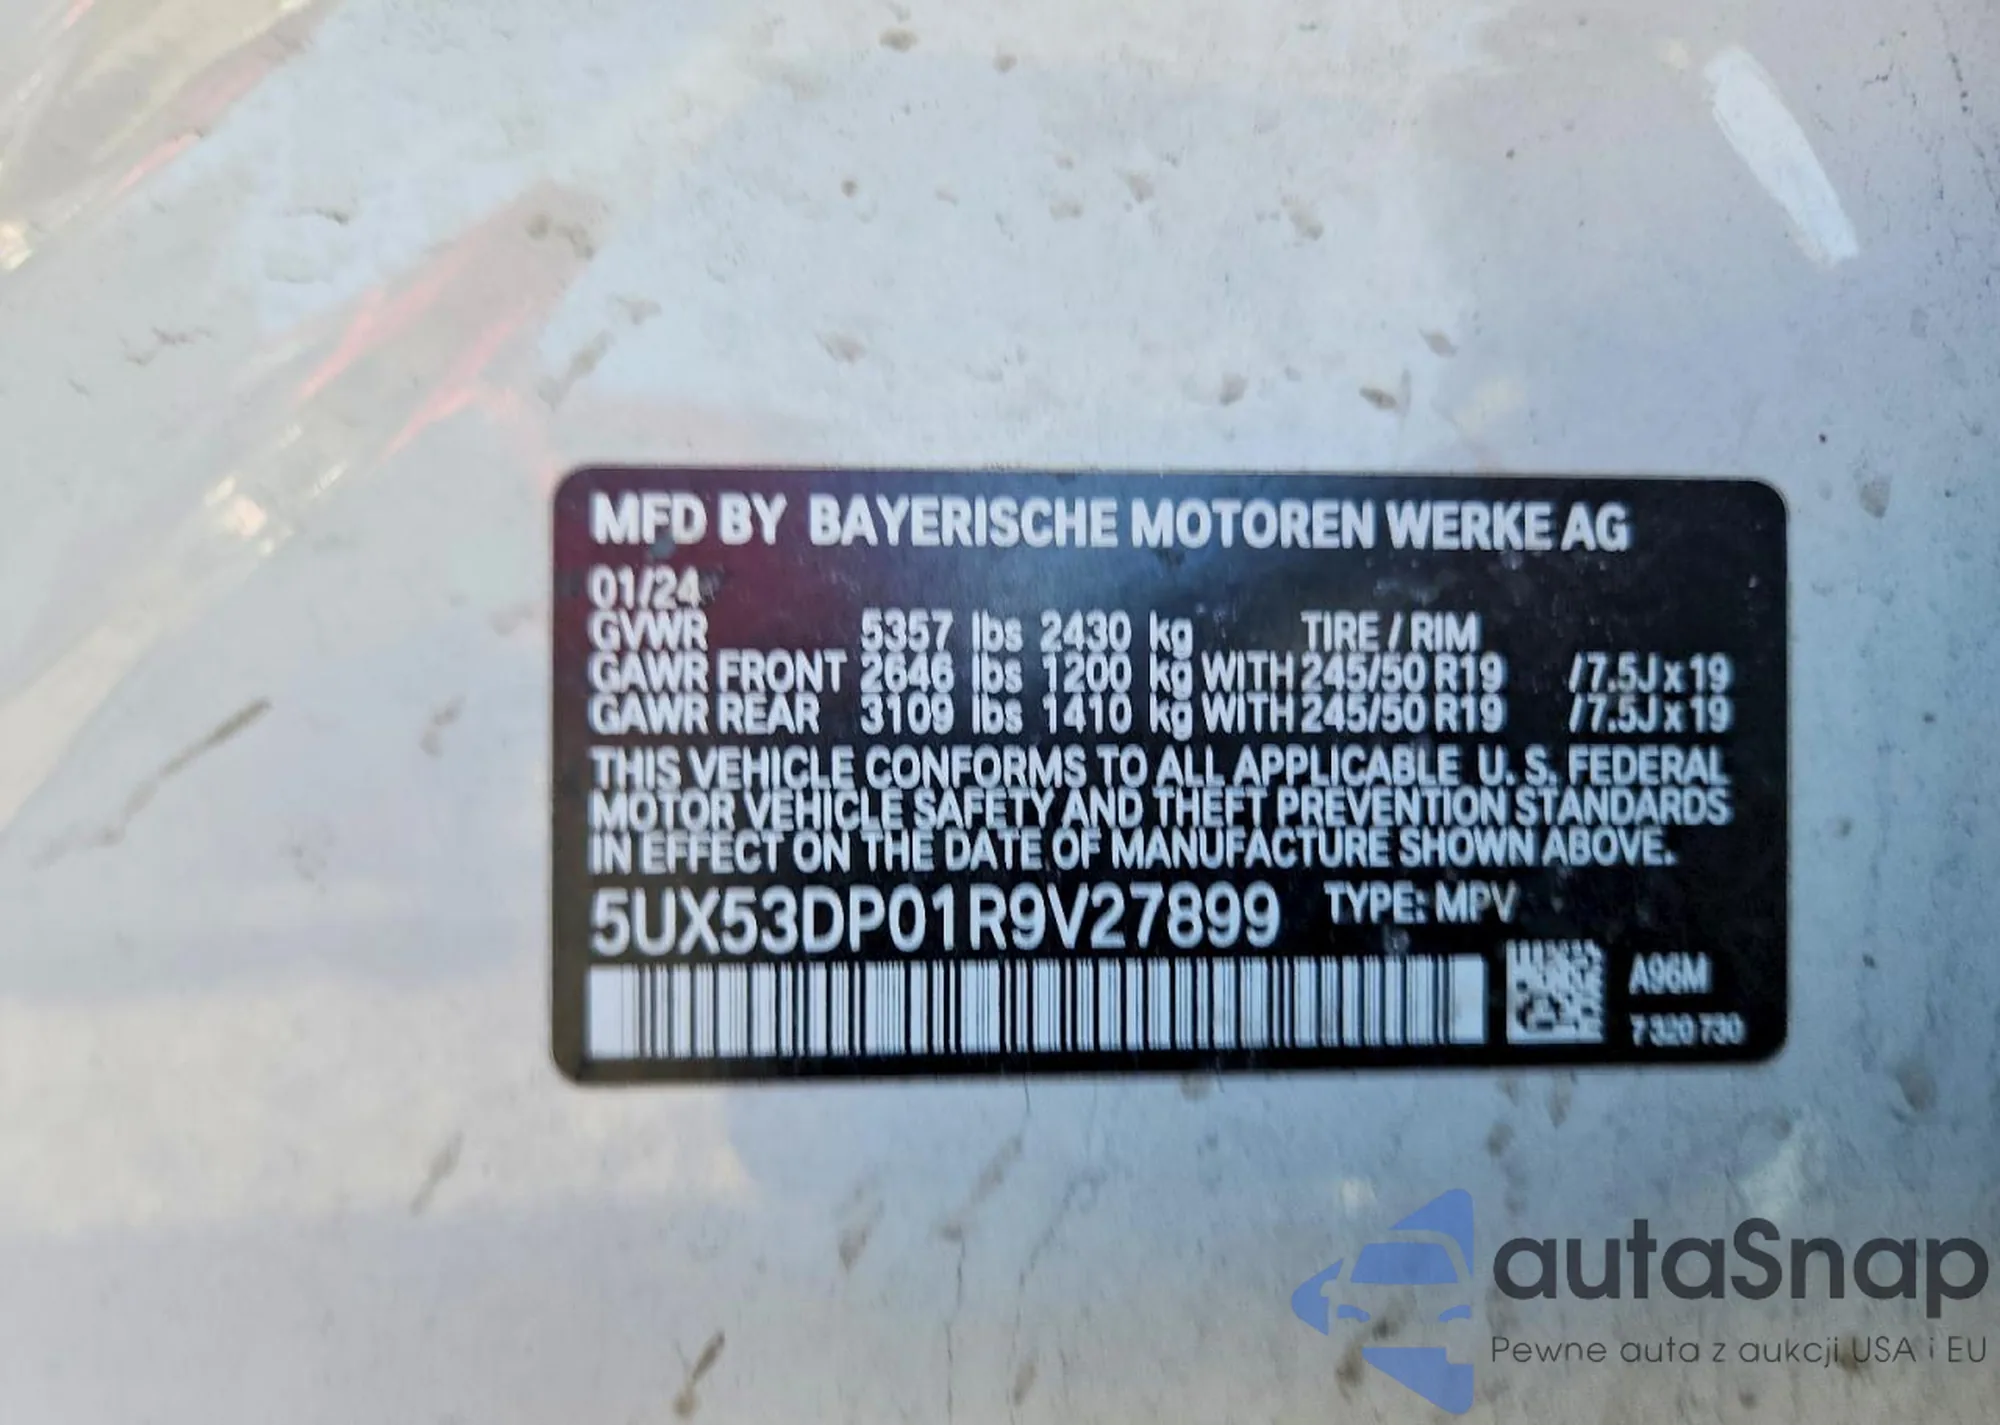 MFD BY BAYERISCHE MOTOREN WERKE AG
01/24
GVWR 5357 lbs 2430 kg TIRE / RIM
GAWR FRONT 2646 lbs 1200 kg WITH 245/50 R19 / 7.5J x 19
GAWR REAR 3109 lbs 1410 kg WITH 245/50 R19 / 7.5J x 19
THIS VEHICLE CONFORMS TO ALL APPLICABLE U. S. FEDERAL
MOTOR VEHICLE SAFETY AND THEFT PREVENTION STANDARDS
IN EFFECT ON THE DATE OF MANUFACTURE SHOWN ABOVE.
5UX53DP01R9V27899 TYPE: MPV
A96M
7 320 730
autaSnap
Pewne auta z aukcji USA i EU